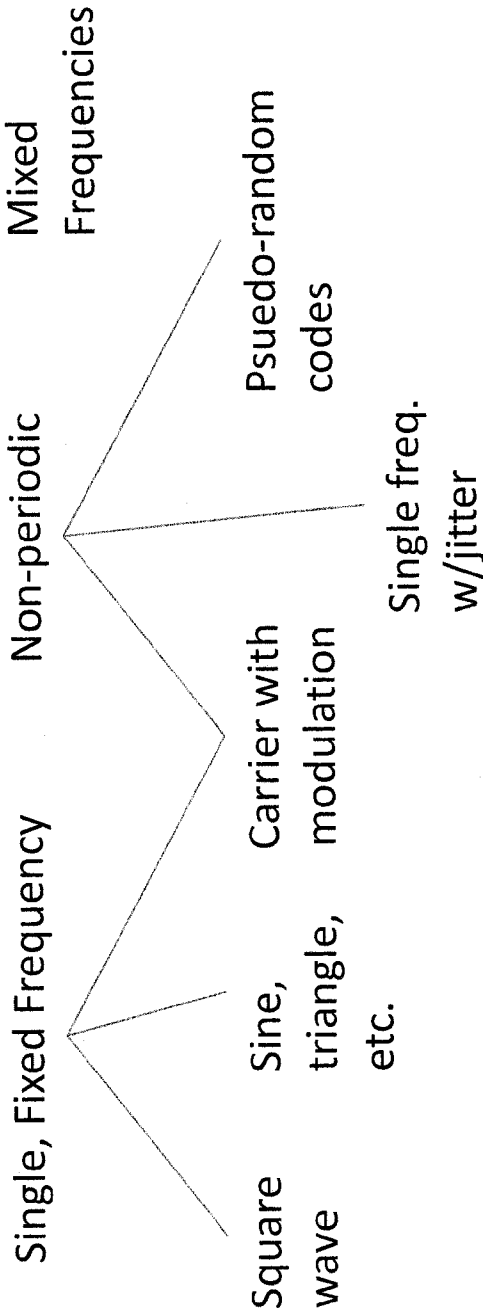 Single, Fixed Frequency
Non-periodic
Mixed
Frequencies
Square
wave
Sine,
triangle,
etc.
Carrier with
modulation
Single freq.
w/jitter
Psuedo-random
codes